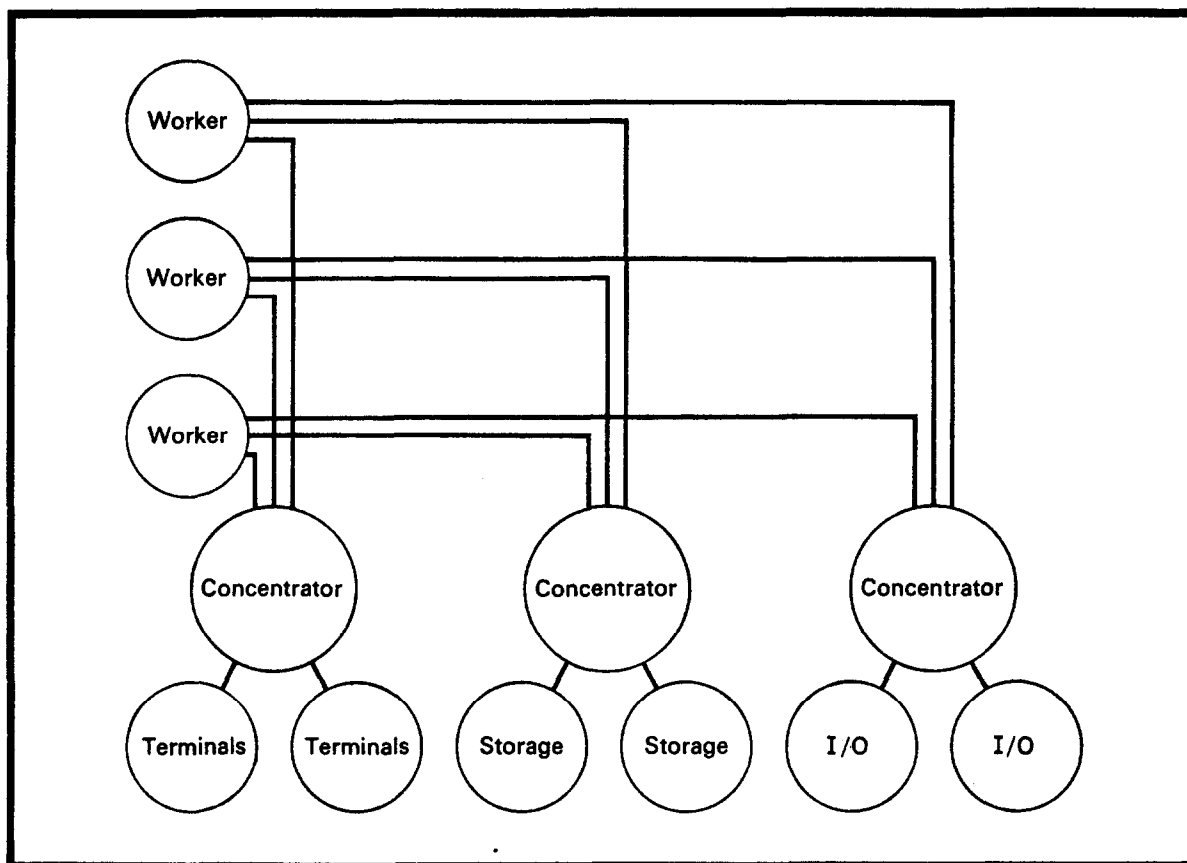 Worker
Worker
Worker
Concentrator
Concentrator
Concentrator
Terminals
Terminals
Storage
Storage
I/O
I/O